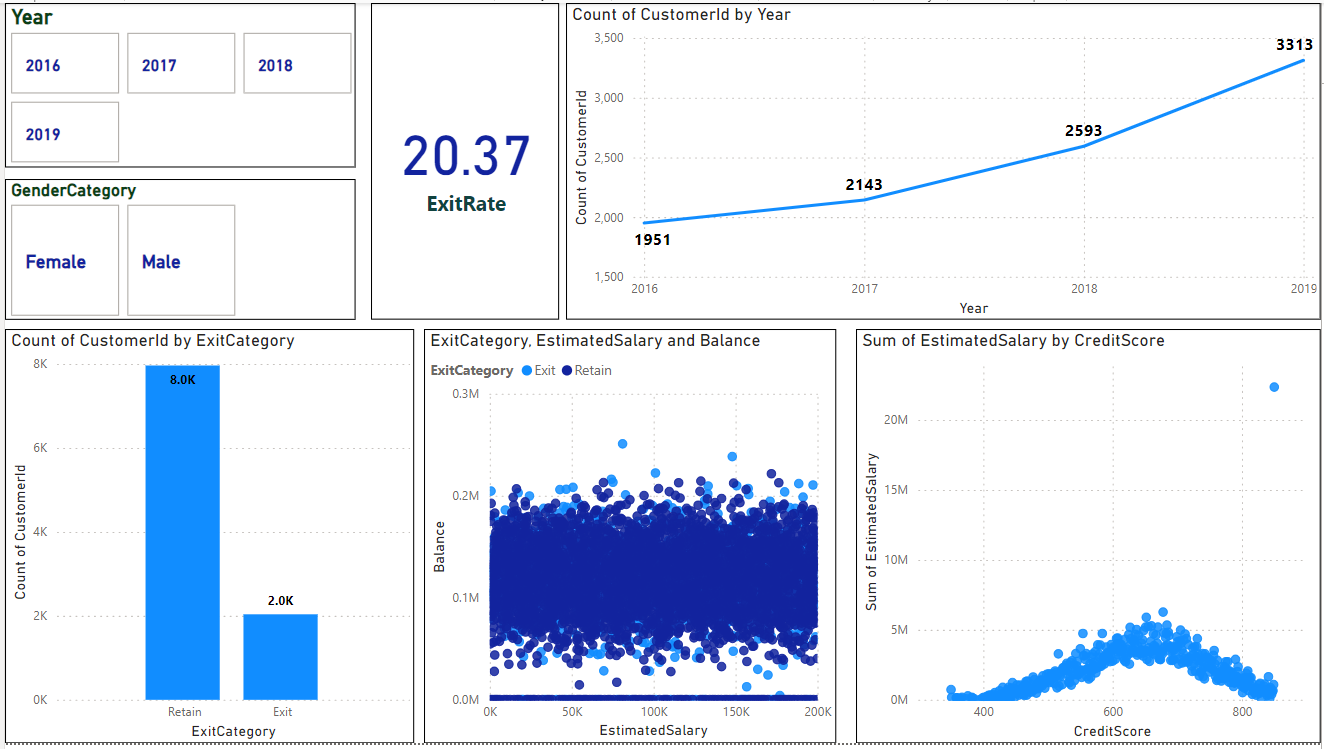 Year
2016
2017
2018
2019
GenderCategory
Female
Male
20.37
ExitRate
Count of CustomerId by Year
Count of CustomerId
3,500
3,000
2,500
2,000
1,500
1951
2143
2593
3313
2016
2017
2018
2019
Year
Count of CustomerId by ExitCategory
Count of CustomerId
8K
6K
4K
2K
0K
8.0K
2.0K
Retain
Exit
ExitCategory
ExitCategory, EstimatedSalary and Balance
ExitCategory Exit Retain
Balance
0.3M
0.2M
0.1M
0.0M
0K
50K
100K
150K
200K
EstimatedSalary
Sum of EstimatedSalary by CreditScore
Sum of EstimatedSalary
20M
15M
10M
5M
0M
400
600
800
CreditScore